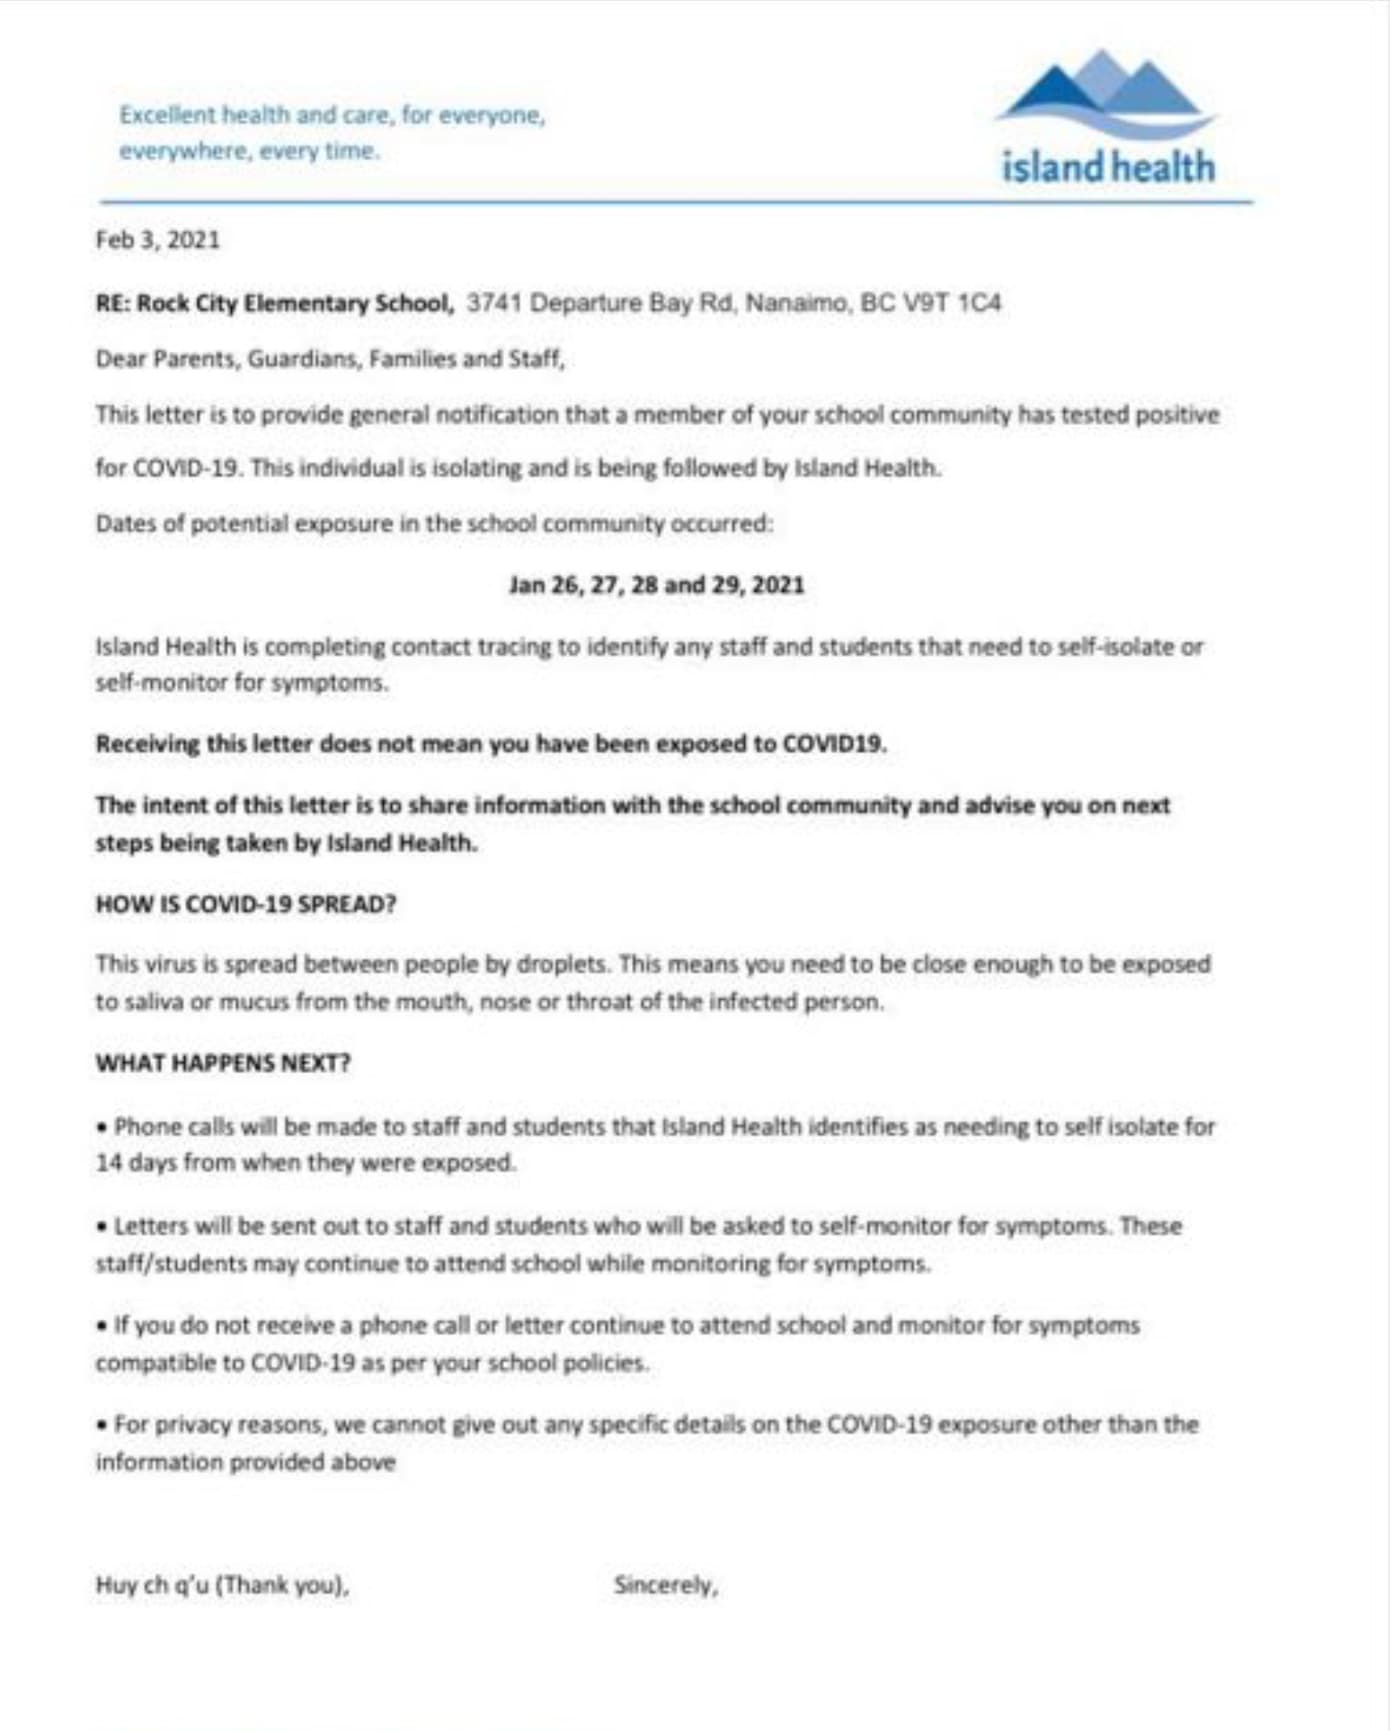 Excellent health and care, for everyone,
everywhere, every time.
island health
Feb 3, 2021
RE: Rock City Elementary School, 3741 Departure Bay Rd, Nanaimo, BC V9T 1C4
Dear Parents, Guardians, Families and Staff,
This letter is to provide general notification that a member of your school community has tested positive
for COVID-19. This individual is isolating and is being followed by Island Health.
Dates of potential exposure in the school community occurred:
Jan 26, 27, 28 and 29, 2021
Island Health is completing contact tracing to identify any staff and students that need to self-isolate or
self-monitor for symptoms.
Receiving this letter does not mean you have been exposed to COVID19.
The intent of this letter is to share information with the school community and advise you on next
steps being taken by Island Health.
HOW IS COVID-19 SPREAD?
This virus is spread between people by droplets. This means you need to be close enough to be exposed
to saliva or mucus from the mouth, nose or throat of the infected person.
WHAT HAPPENS NEXT?
• Phone calls will be made to staff and students that Island Health identifies as needing to self isolate for
14 days from when they were exposed.
• Letters will be sent out to staff and students who will be asked to self-monitor for symptoms. These
staff/students may continue to attend school while monitoring for symptoms.
• If you do not receive a phone call or letter continue to attend school and monitor for symptoms
compatible to COVID-19 as per your school policies.
• For privacy reasons, we cannot give out any specific details on the COVID-19 exposure other than the
information provided above
Huy ch q'u (Thank you), Sincerely,